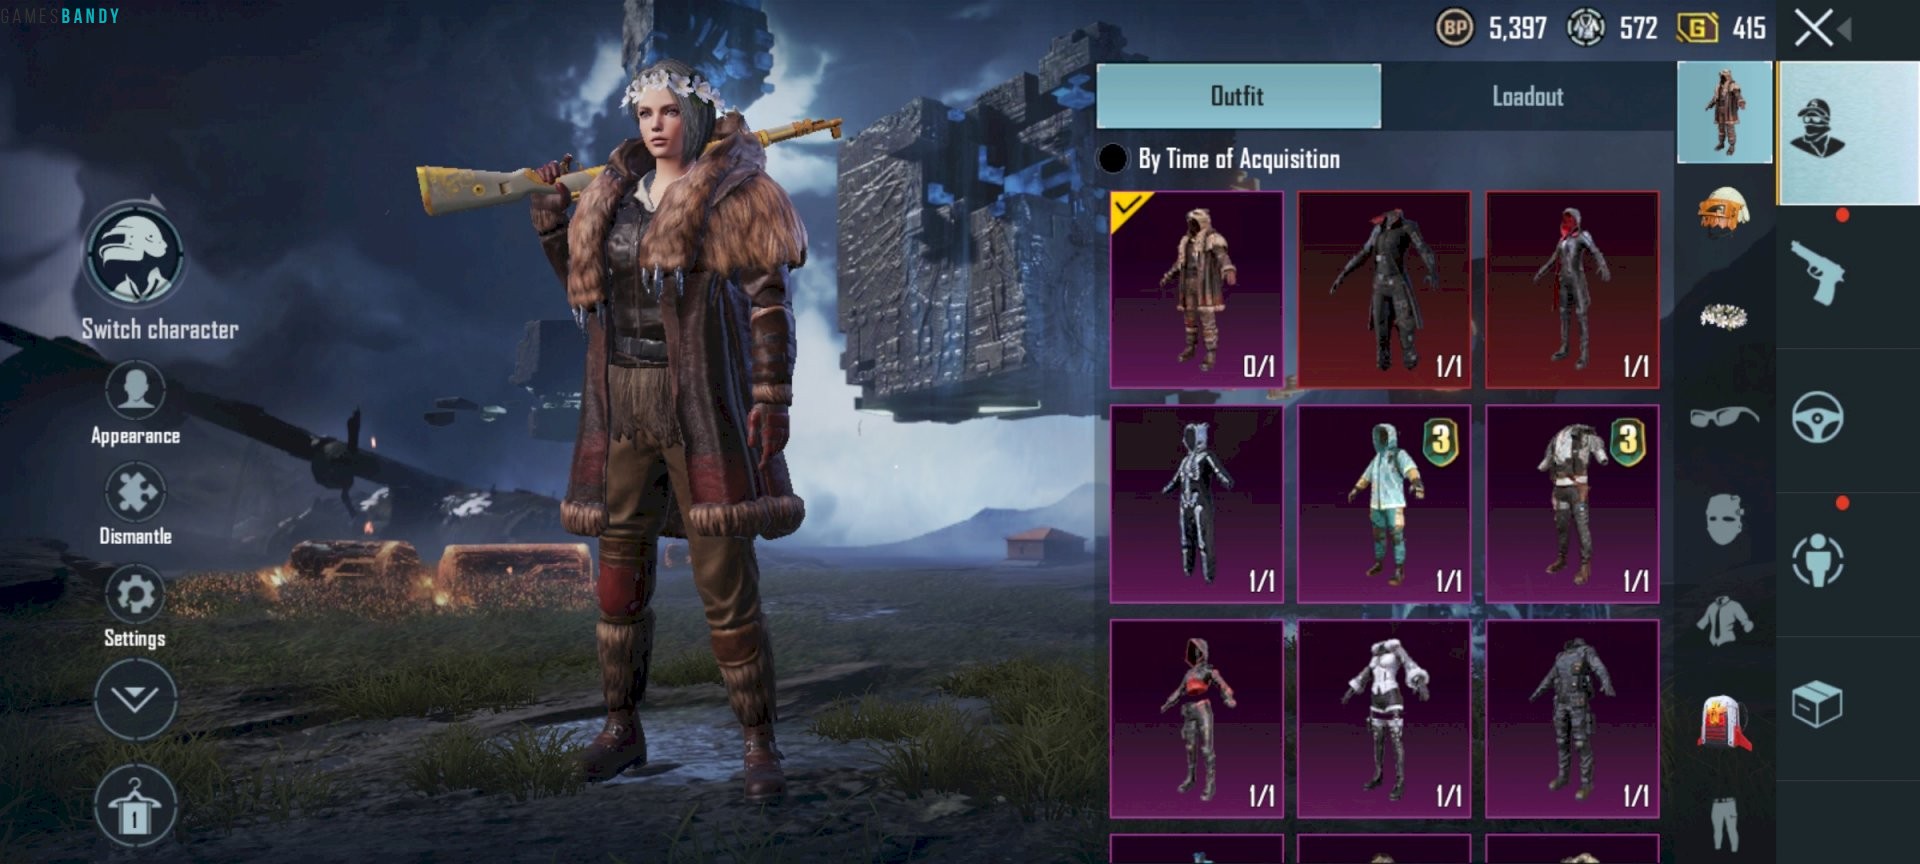 GAMESBANDY
BP 5,397 572 G 415
Outfit Loadout
By Time of Acquisition
0/1 1/1 1/1
3 3
1/1 1/1 1/1
1/1 1/1 1/1
Switch character
Appearance
Dismantle
Settings
1